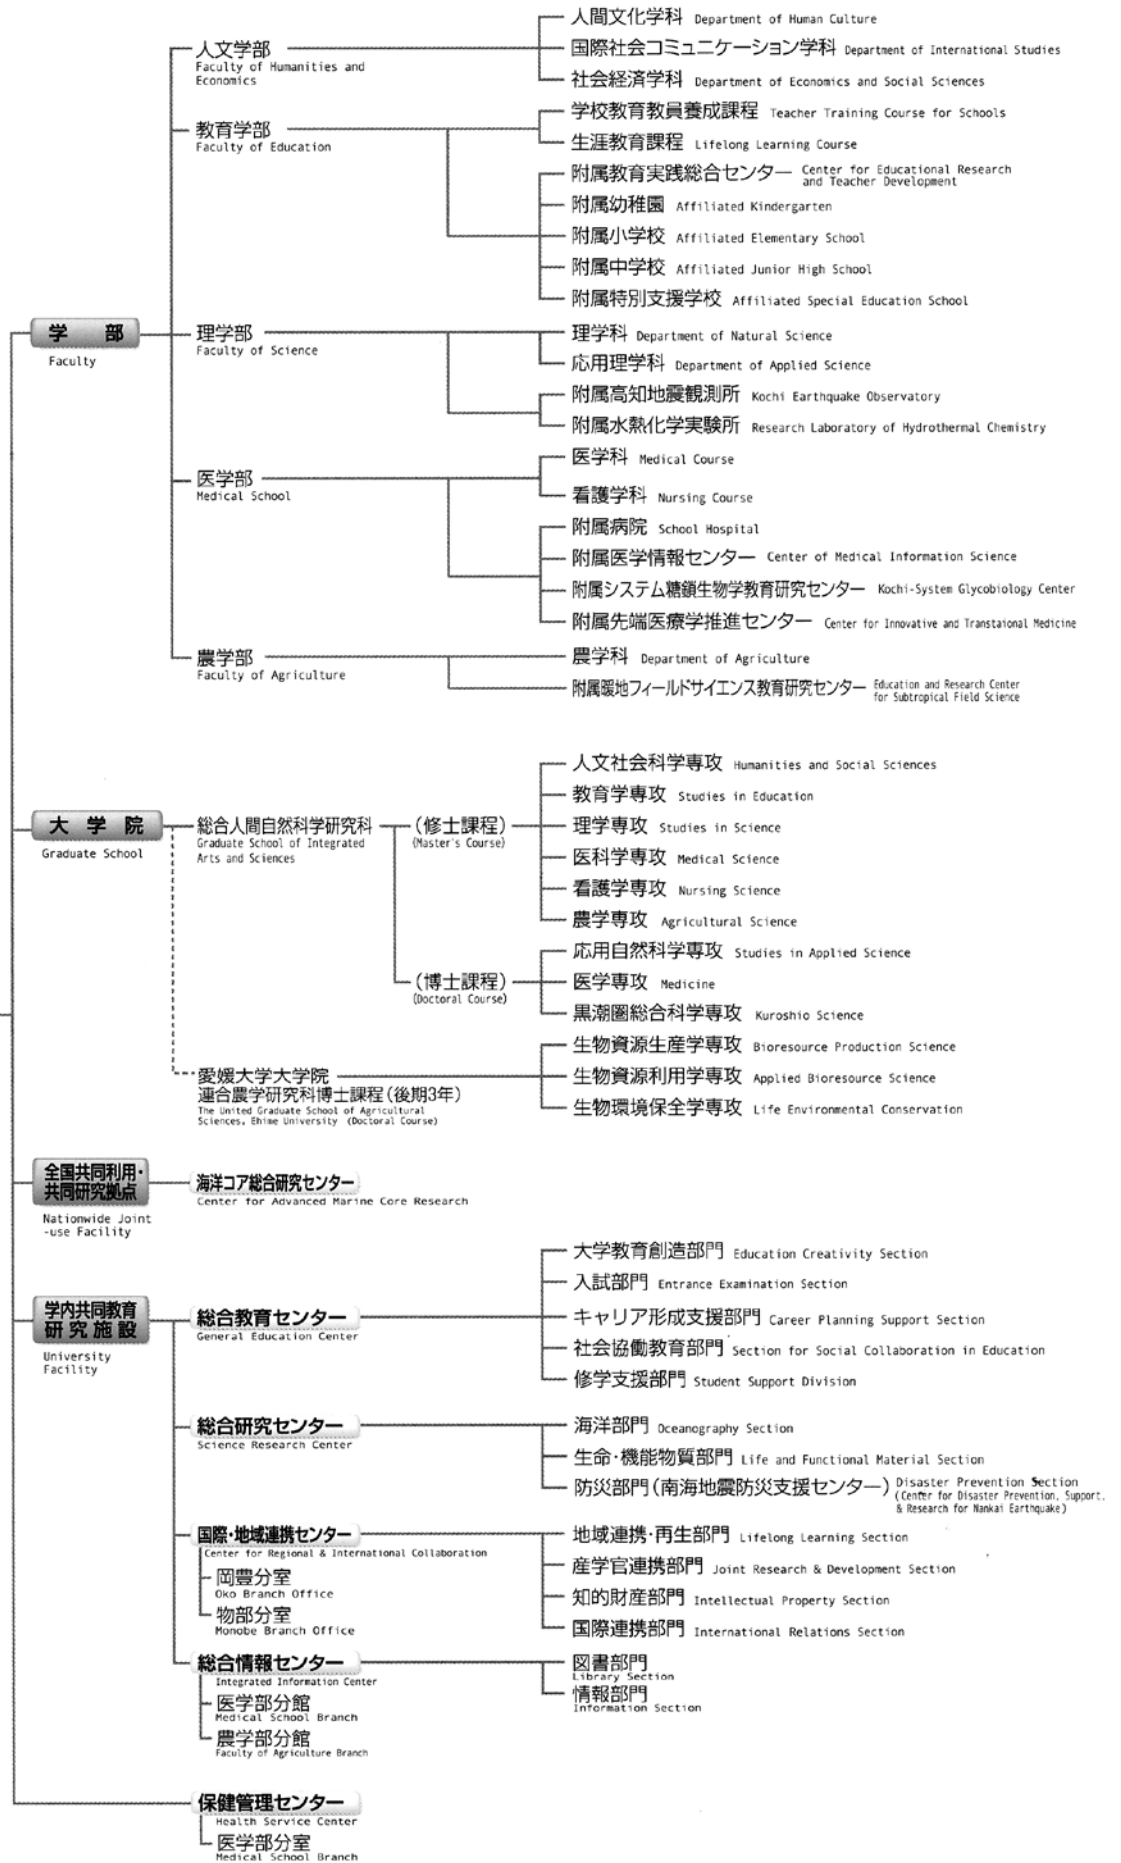 人間文化学科 Department of Human Culture
人文学部
Faculty of Humanities and
Economics
国際社会コミュニケーション学科 Department of International Studies
社会経済学科 Department of Economics and Social Sciences
教育学部
Faculty of Education
学校教育教員養成課程 Teacher Training Course for Schools
生涯教育課程 Lifelong Learning Course
附属教育実践総合センター Center for Educational Research
and Teacher Development
附属幼稚園 Affiliated Kindergarten
附属小学校 Affiliated Elementary School
附属中学校 Affiliated Junior High School
附属特別支援学校 Affiliated Special Education School
学部
Faculty
理学部
Faculty of Science
理学科 Department of Natural Science
応用理学科 Department of Applied Science
附属高知地震観測所 Kochi Earthquake Observatory
附属水熱化学実験所 Research Laboratory of Hydrothermal Chemistry
医学部
Medical School
医学科 Medical Course
看護学科 Nursing Course
附属病院 School Hospital
附属医学情報センター Center of Medical Information Science
附属システム糖鎖生物学教育研究センター Kochi-System Glycobiology Center
附属先端医療学推進センター Center for Innovative and Transtaional Medicine
農学部
Faculty of Agriculture
農学科 Department of Agriculture
附属暖地フィールドサイエンス教育研究センター Education and Research Center
for Subtropical Field Science
大学院
Graduate School
総合人間自然科学研究科
Graduate School of Integrated
Arts and Sciences
(修士課程)
(Master's Course)
人文社会科学専攻 Humanities and Social Sciences
教育学専攻 Studies in Education
理学専攻 Studies in Science
医科学専攻 Medical Science
看護学専攻 Nursing Science
農学専攻 Agricultural Science
(博士課程)
(Doctoral Course)
応用自然科学専攻 Studies in Applied Science
医学専攻 Medicine
黒潮圏総合科学専攻 Kuroshio Science
愛媛大学大学院
連合農学研究科博士課程(後期3年)
The United Graduate School of Agricultural
Sciences, Ehime University (Doctoral Course)
生物資源生産学専攻 Bioresource Production Science
生物資源利用学専攻 Applied Bioresource Science
生物環境保全学専攻 Life Environmental Conservation
全国共同利用・
共同研究拠点
Nationwide Joint
-use Facility
海洋コア総合研究センター
Center for Advanced Marine Core Research
学内共同教育
研究施設
University
Facility
総合教育センター
General Education Center
大学教育創造部門 Education Creativity Section
入試部門 Entrance Examination Section
キャリア形成支援部門 Career Planning Support Section
社会協働教育部門 Section for Social Collaboration in Education
修学支援部門 Student Support Division
総合研究センター
Science Research Center
海洋部門 Oceanography Section
生命・機能物質部門 Life and Functional Material Section
防災部門(南海地震防災支援センター) Disaster Prevention Section
(Center for Disaster Prevention, Support,
& Research for Nankai Earthquake)
国際・地域連携センター
Center for Regional & International Collaboration
岡豊分室
Oko Branch Office
物部分室
Monobe Branch Office
地域連携・再生部門 Lifelong Learning Section
産学官連携部門 Joint Research & Development Section
知的財産部門 Intellectual Property Section
国際連携部門 International Relations Section
総合情報センター
Integrated Information Center
医学部分館
Medical School Branch
農学部分館
Faculty of Agriculture Branch
図書部門
Library Section
情報部門
Information Section
保健管理センター
Health Service Center
医学部分室
Medical School Branch